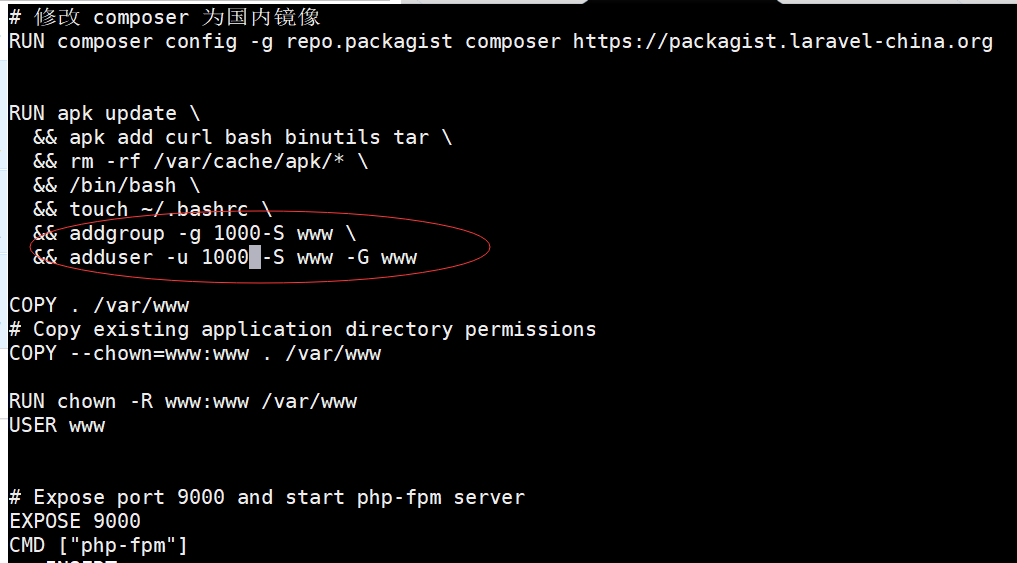 # 修改 composer 为国内镜像
RUN composer config -g repo.packagist composer https://packagist.laravel-china.org
RUN apk update \
&& apk add curl bash binutils tar \
&& rm -rf /var/cache/apk/* \
&& /bin/bash \
&& touch ~/.bashrc \
&& addgroup -g 1000-S www \
&& adduser -u 1000 -S www -G www
COPY . /var/www
# Copy existing application directory permissions
COPY --chown=www:www . /var/www
RUN chown -R www:www /var/www
USER www
# Expose port 9000 and start php-fpm server
EXPOSE 9000
CMD ["php-fpm"]